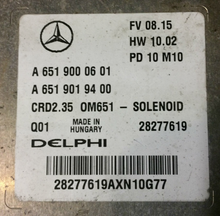 FV 08.15
HW 10.02
PD 10 M10
A 651 900 06 01
A 651 901 94 00
CRD2.35 OM651 - SOLENOID
Q01 MADE IN HUNGARY 28277619
DELPHI
28277619AXN10G77